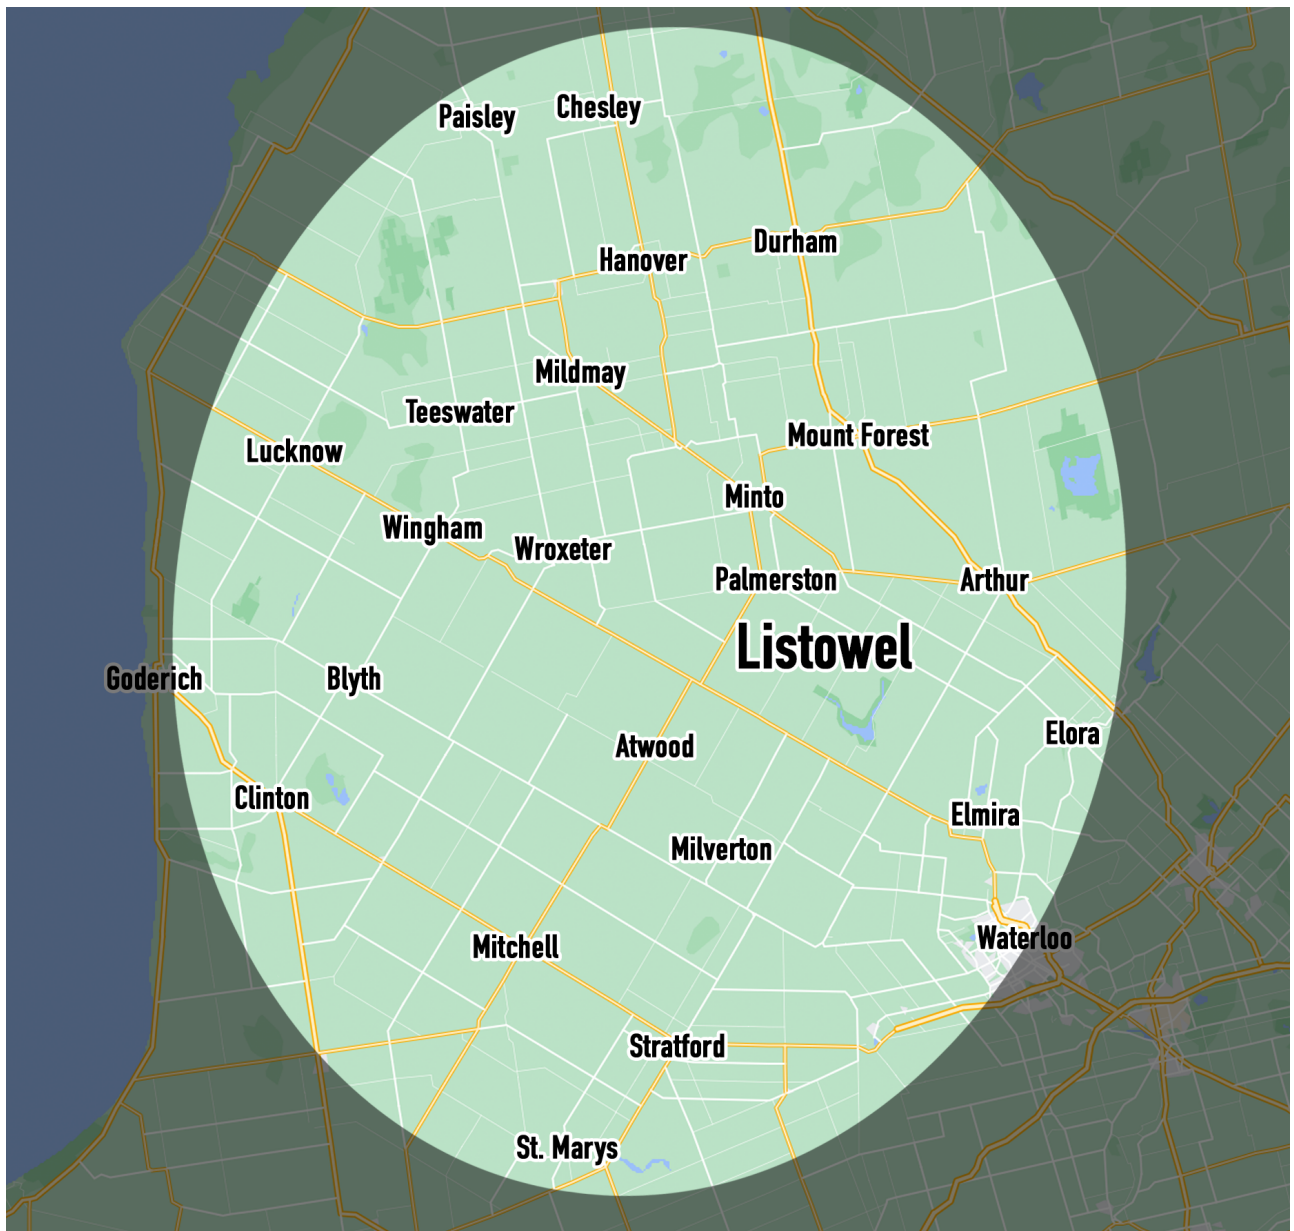 Paisley
Chesley
Durham
Hanover
Mildmay
Teeswater
Mount Forest
Lucknow
Minto
Wingham
Wroxeter
Palmerston
Arthur
Listowel
Goderich
Blyth
Elora
Atwood
Clinton
Elmira
Milverton
Waterloo
Mitchell
Stratford
St. Marys